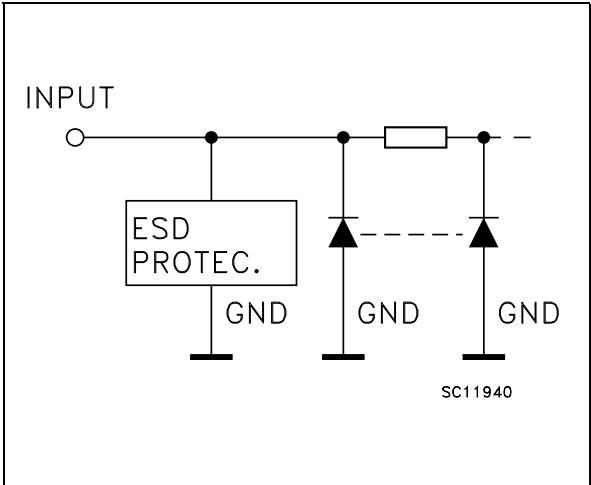 INPUT
ESD
PROTEC.
GND
GND
GND
SC11940